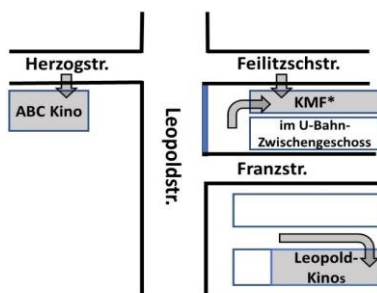 Herzogstr.
Feilitzschstr.
ABC Kino
KMF*
im U-Bahn-
Zwischengeschoss
Leopoldstr.
Franzstr.
Leopold-
Kinos